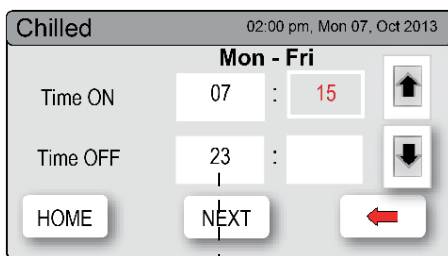 Chilled 02:00 pm, Mon 07, Oct 2013
Mon - Fri
Time ON 07 : 15
Time OFF 23 :
HOME NEXT